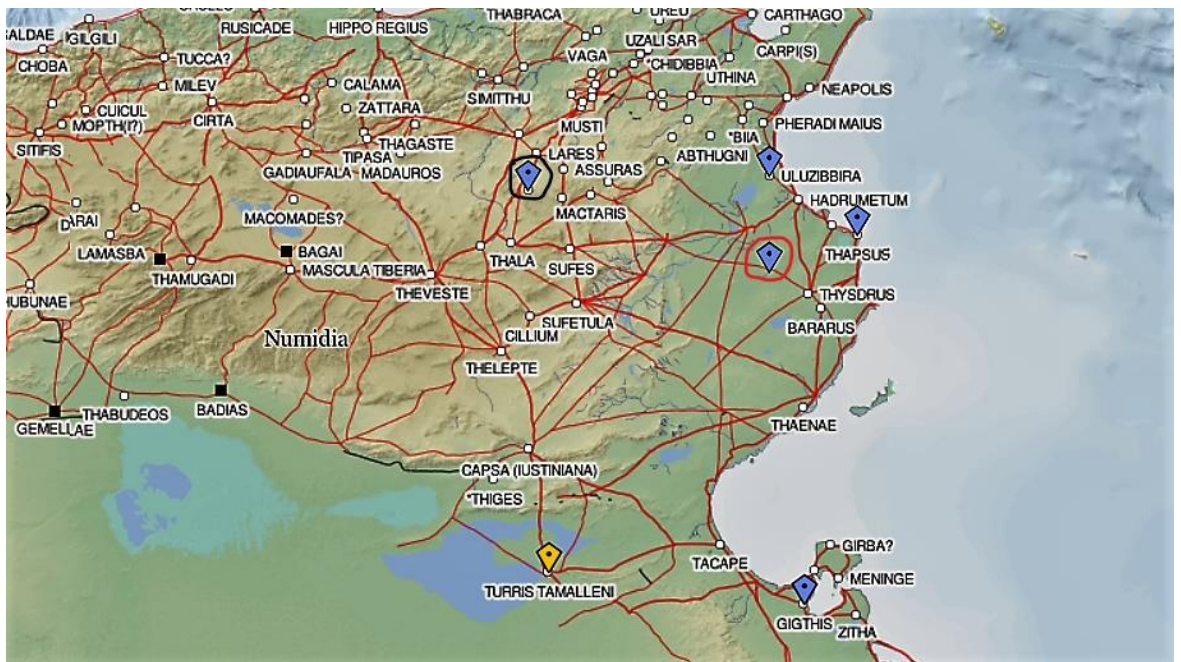 THABRACA
UREU
CARTHAGO
RUSICADE
HIPPO REGIUS
IGILGILI
UZALI SAR
CARPI(S)
VAGA
CHOBA
TUCCA?
*CHIDIBBIA
UTHINA
MILEV
CALAMA
SIMITTHU
NEAPOLIS
CUICUL
ZATTARA
MOPTH(I?)
CIRTA
MUSTI
PHERADI MAIUS
*BIIA
SITIFIS
THAGASTE
LARES
ABTHUGNI
TIPASA
GADIAUFALA
MADAUROS
ASSURAS
ULUZIBBIRA
HADRUMETUM
MACOMADES?
MACTARIS
LAMASBA
BAGAI
THALA
SUFES
THAPSUS
THAMUGADI
MASCULA
TIBERIA
THEVESTE
THYSDRUS
SUFETULA
BARARUS
Numidia
CILLIUM
THELEPTE
THABUDEOS
BADIAS
GEMELLAE
THAENAE
CAPSA (IUSTINIANA)
*THIGES
GIRBA?
TACAPE
MENINGE
TURRIS TAMALLENI
GIGTHIS
ZITHA